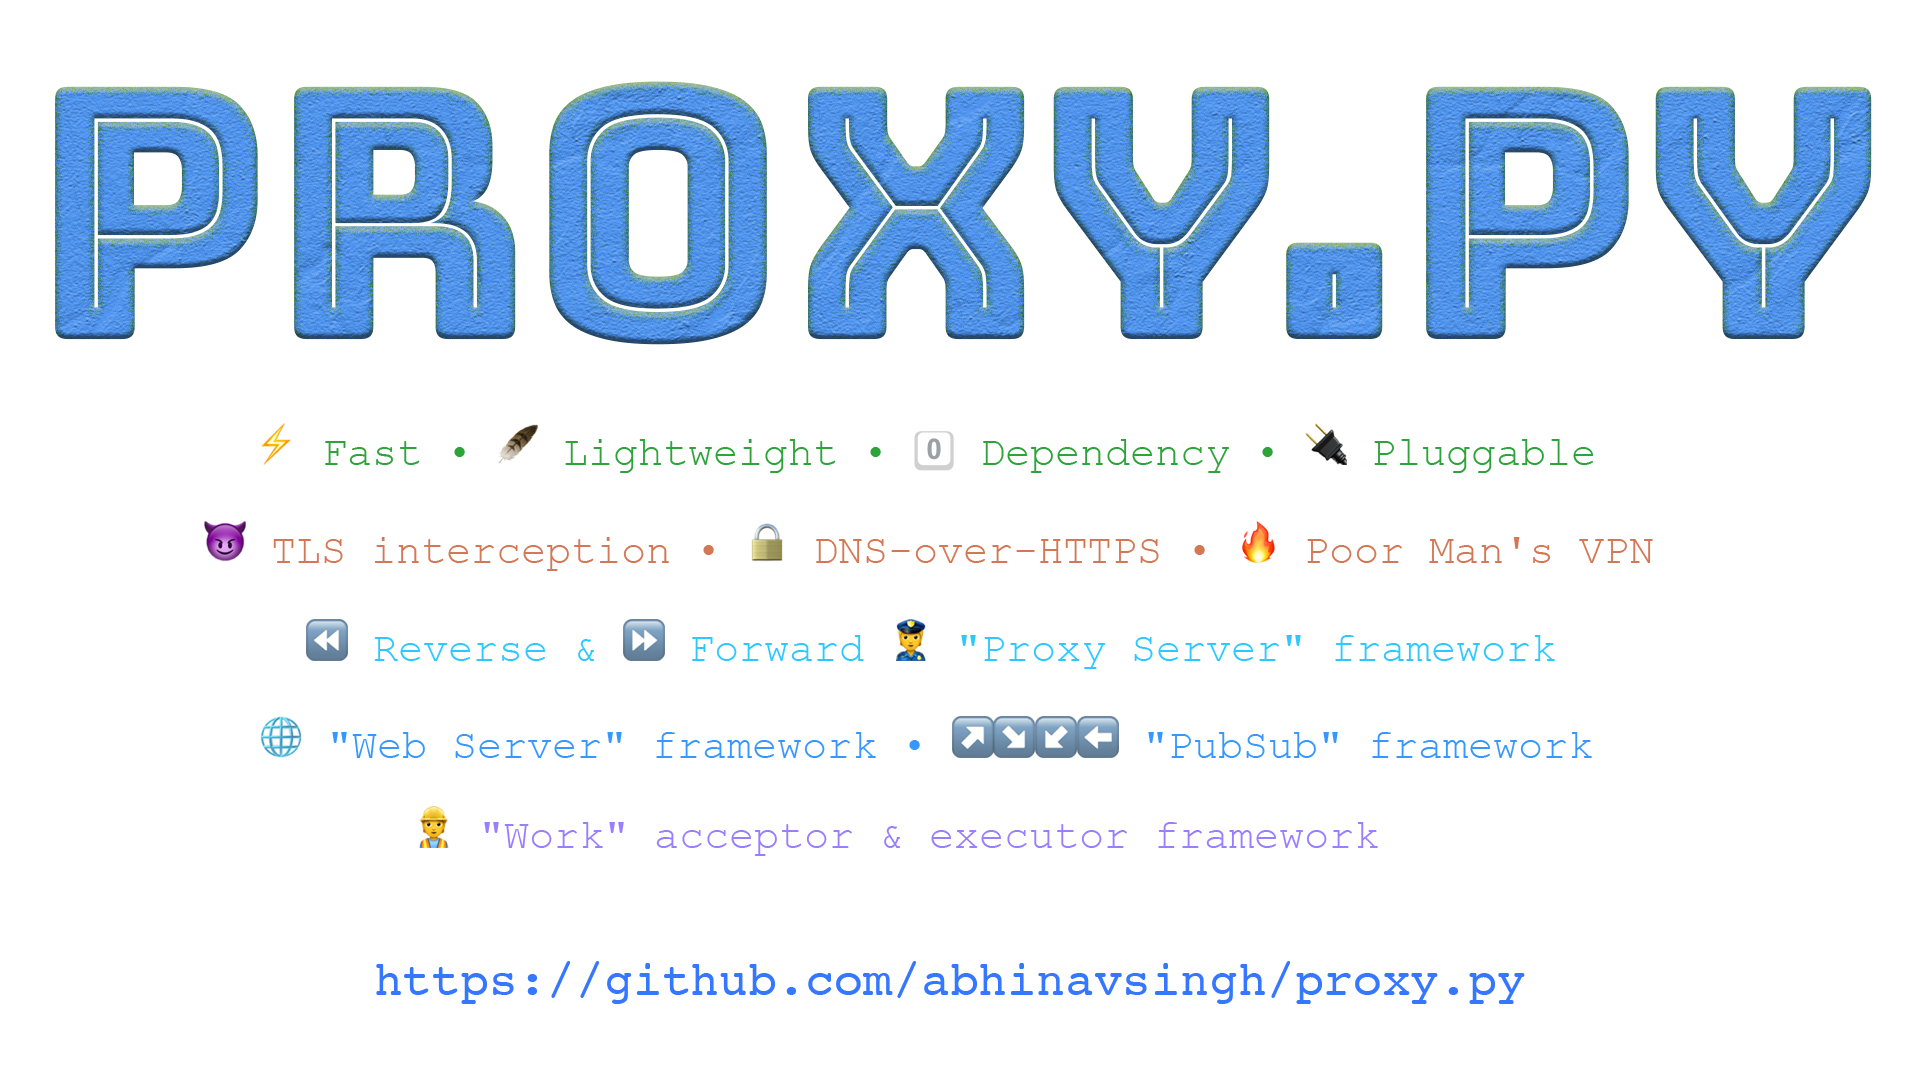 PROXY.PY
⚡ Fast • 🪶 Lightweight • 0 Dependency • 🔌 Pluggable
😈 TLS interception • 🔒 DNS-over-HTTPS • 🔥 Poor Man's VPN
⏪ Reverse & ⏩ Forward 👮 "Proxy Server" framework
🌐 "Web Server" framework • ↗️↘️↙️⬅️ "PubSub" framework
👷 "Work" acceptor & executor framework
https://github.com/abhinavsingh/proxy.py